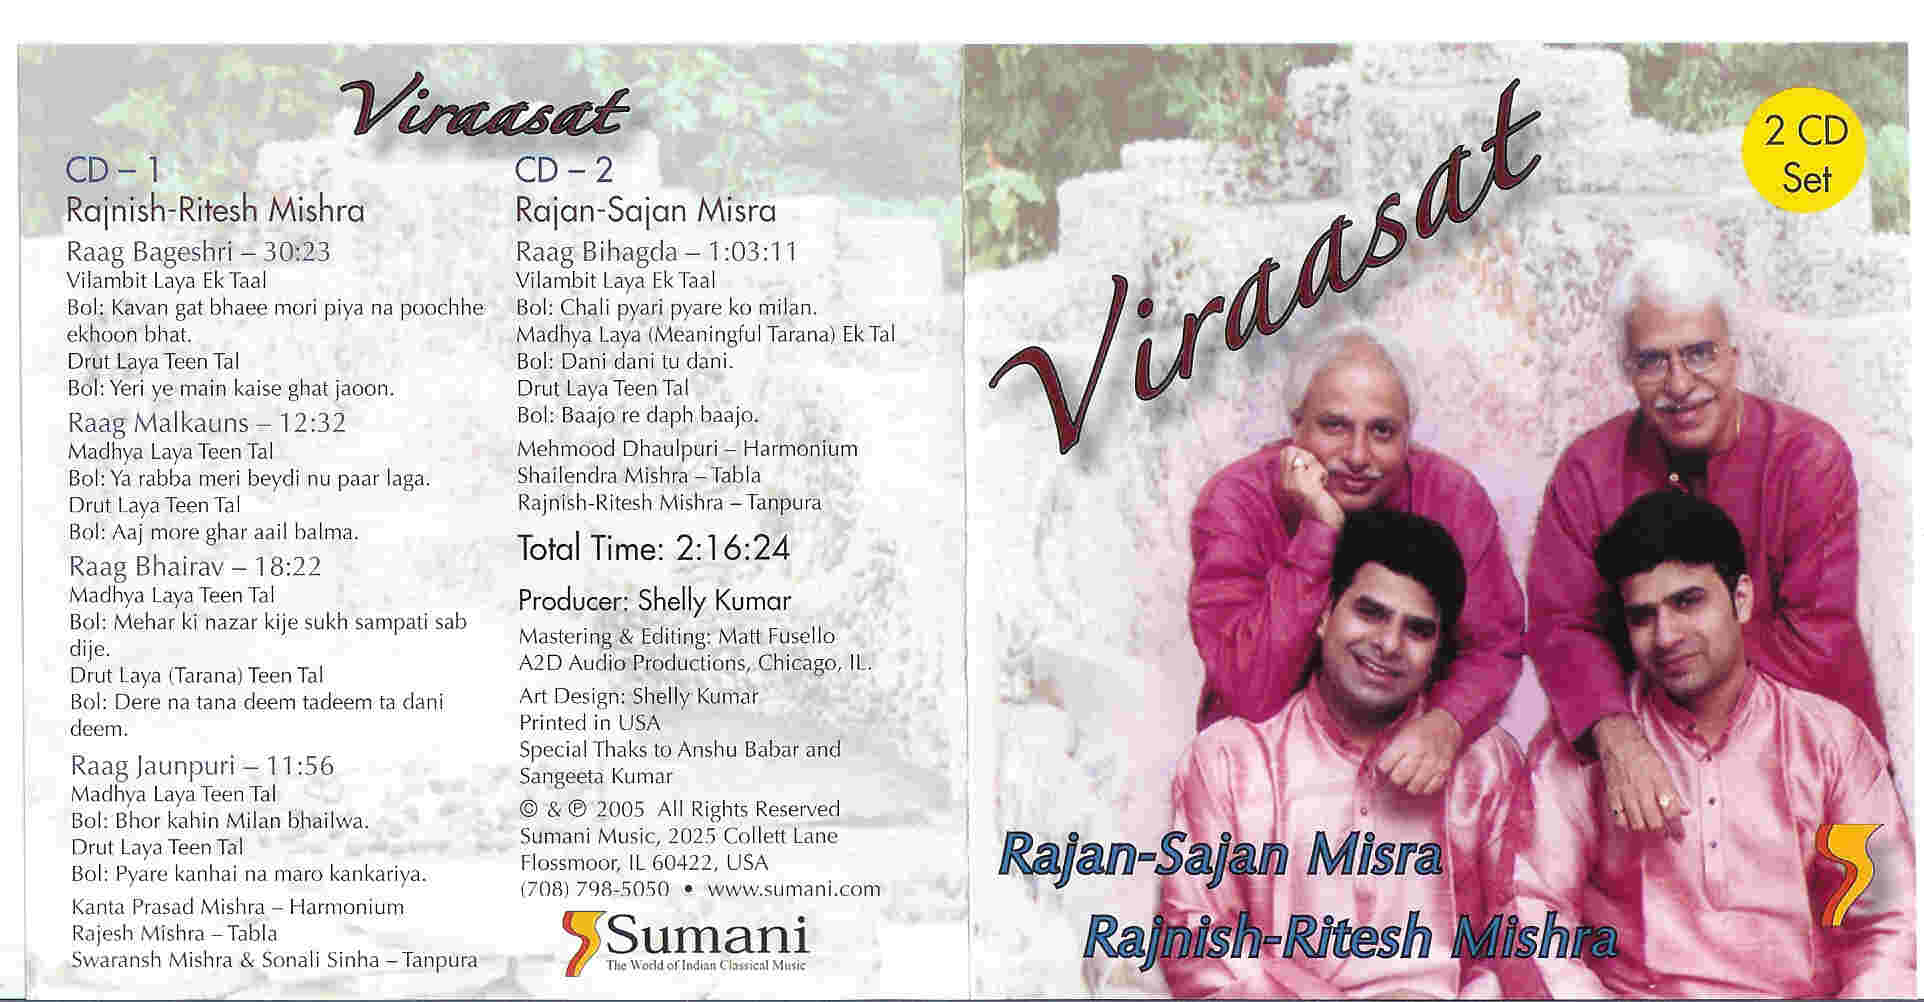 Viraasat
CD – 1
Rajnish-Ritesh Mishra
Raag Bageshri – 30:23
Vilambit Laya Ek Taal
Bol: Kavan gat bhaee mori piya na poochhe
ekhoon bhat.
Drut Laya Teen Tal
Bol: Yeri ye main kaise ghat jaoon.
Raag Malkauns – 12:32
Madhya Laya Teen Tal
Bol: Ya rabba meri beydi nu paar laga.
Drut Laya Teen Tal
Bol: Aaj more ghar aail balma.
Raag Bhairav – 18:22
Madhya Laya Teen Tal
Bol: Mehar ki nazar kije sukh sampati sab
dije.
Drut Laya (Tarana) Teen Tal
Bol: Dere na tana deem tadeem ta dani
deem.
Raag Jaunpuri – 11:56
Madhya Laya Teen Tal
Bol: Bhor kahin Milan bhailwa.
Drut Laya Teen Tal
Bol: Pyare kanhai na maro kankariya.
Kanta Prasad Mishra – Harmonium
Rajesh Mishra – Tabla
Swaransh Mishra & Sonali Sinha – Tanpura
CD – 2
Rajan-Sajan Misra
Raag Bihagda – 1:03:11
Vilambit Laya Ek Taal
Bol: Chali pyari pyare ko milan.
Madhya Laya (Meaningful Tarana) Ek Tal
Bol: Dani dani tu dani.
Drut Laya Teen Tal
Bol: Baajo re daph baajo.
Mehmood Dhaulpuri – Harmonium
Shailendra Mishra – Tabla
Rajnish-Ritesh Mishra – Tanpura
Total Time: 2:16:24
Producer: Shelly Kumar
Mastering & Editing: Matt Fusello
A2D Audio Productions, Chicago, IL.
Art Design: Shelly Kumar
Printed in USA
Special Thaks to Anshu Babar and
Sangeeta Kumar
© & ℗ 2005 All Rights Reserved
Sumani Music, 2025 Collett Lane
Flossmoor, IL 60422, USA
(708) 798-5050 • www.sumani.com
Sumani
The World of Indian Classical Music
Viraasat
2 CD
Set
Rajan-Sajan Misra
Rajnish-Ritesh Mishra